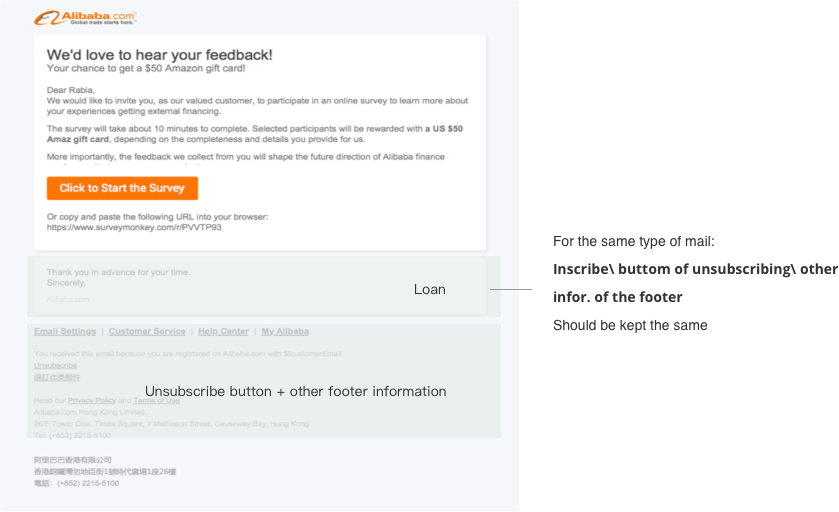 Alibaba.com
Global trade starts here.™
We'd love to hear your feedback!
Your chance to get a $50 Amazon gift card!
Dear Rabia,
We would like to invite you, as our valued customer, to participate in an online survey to learn more about
your experiences getting external financing.
The survey will take about 10 minutes to complete. Selected participants will be rewarded with a US $50
Amaz gift card, depending on the completeness and details you provide for us.
More importantly, the feedback we collect from you will shape the future direction of Alibaba finance
Click to Start the Survey
Or copy and paste the following URL into your browser:
https://www.surveymonkey.com/r/PVVTP93
Thank you in advance for your time.
Sincerely,
Alibaba.com
Loan
For the same type of mail:
Inscribe\ buttom of unsubscribing\ other
infor. of the footer
Should be kept the same
Email Settings | Customer Service | Help Center | My Alibaba
You received this email because you are registered on Alibaba.com with $!customerEmail.
Unsubscribe
退訂此類郵件
Unsubscribe button + other footer information
Read our Privacy Policy and Terms of Use
Alibaba.com Hong Kong Limited
26/F Tower One, Times Square, 1 Matheson Street, Causeway Bay, Hong Kong
Tel: (+852) 2215-5100
阿里巴巴香港有限公司
香港銅鑼灣勿地臣街1號時代廣場1座26樓
電話: (+852) 2215-5100